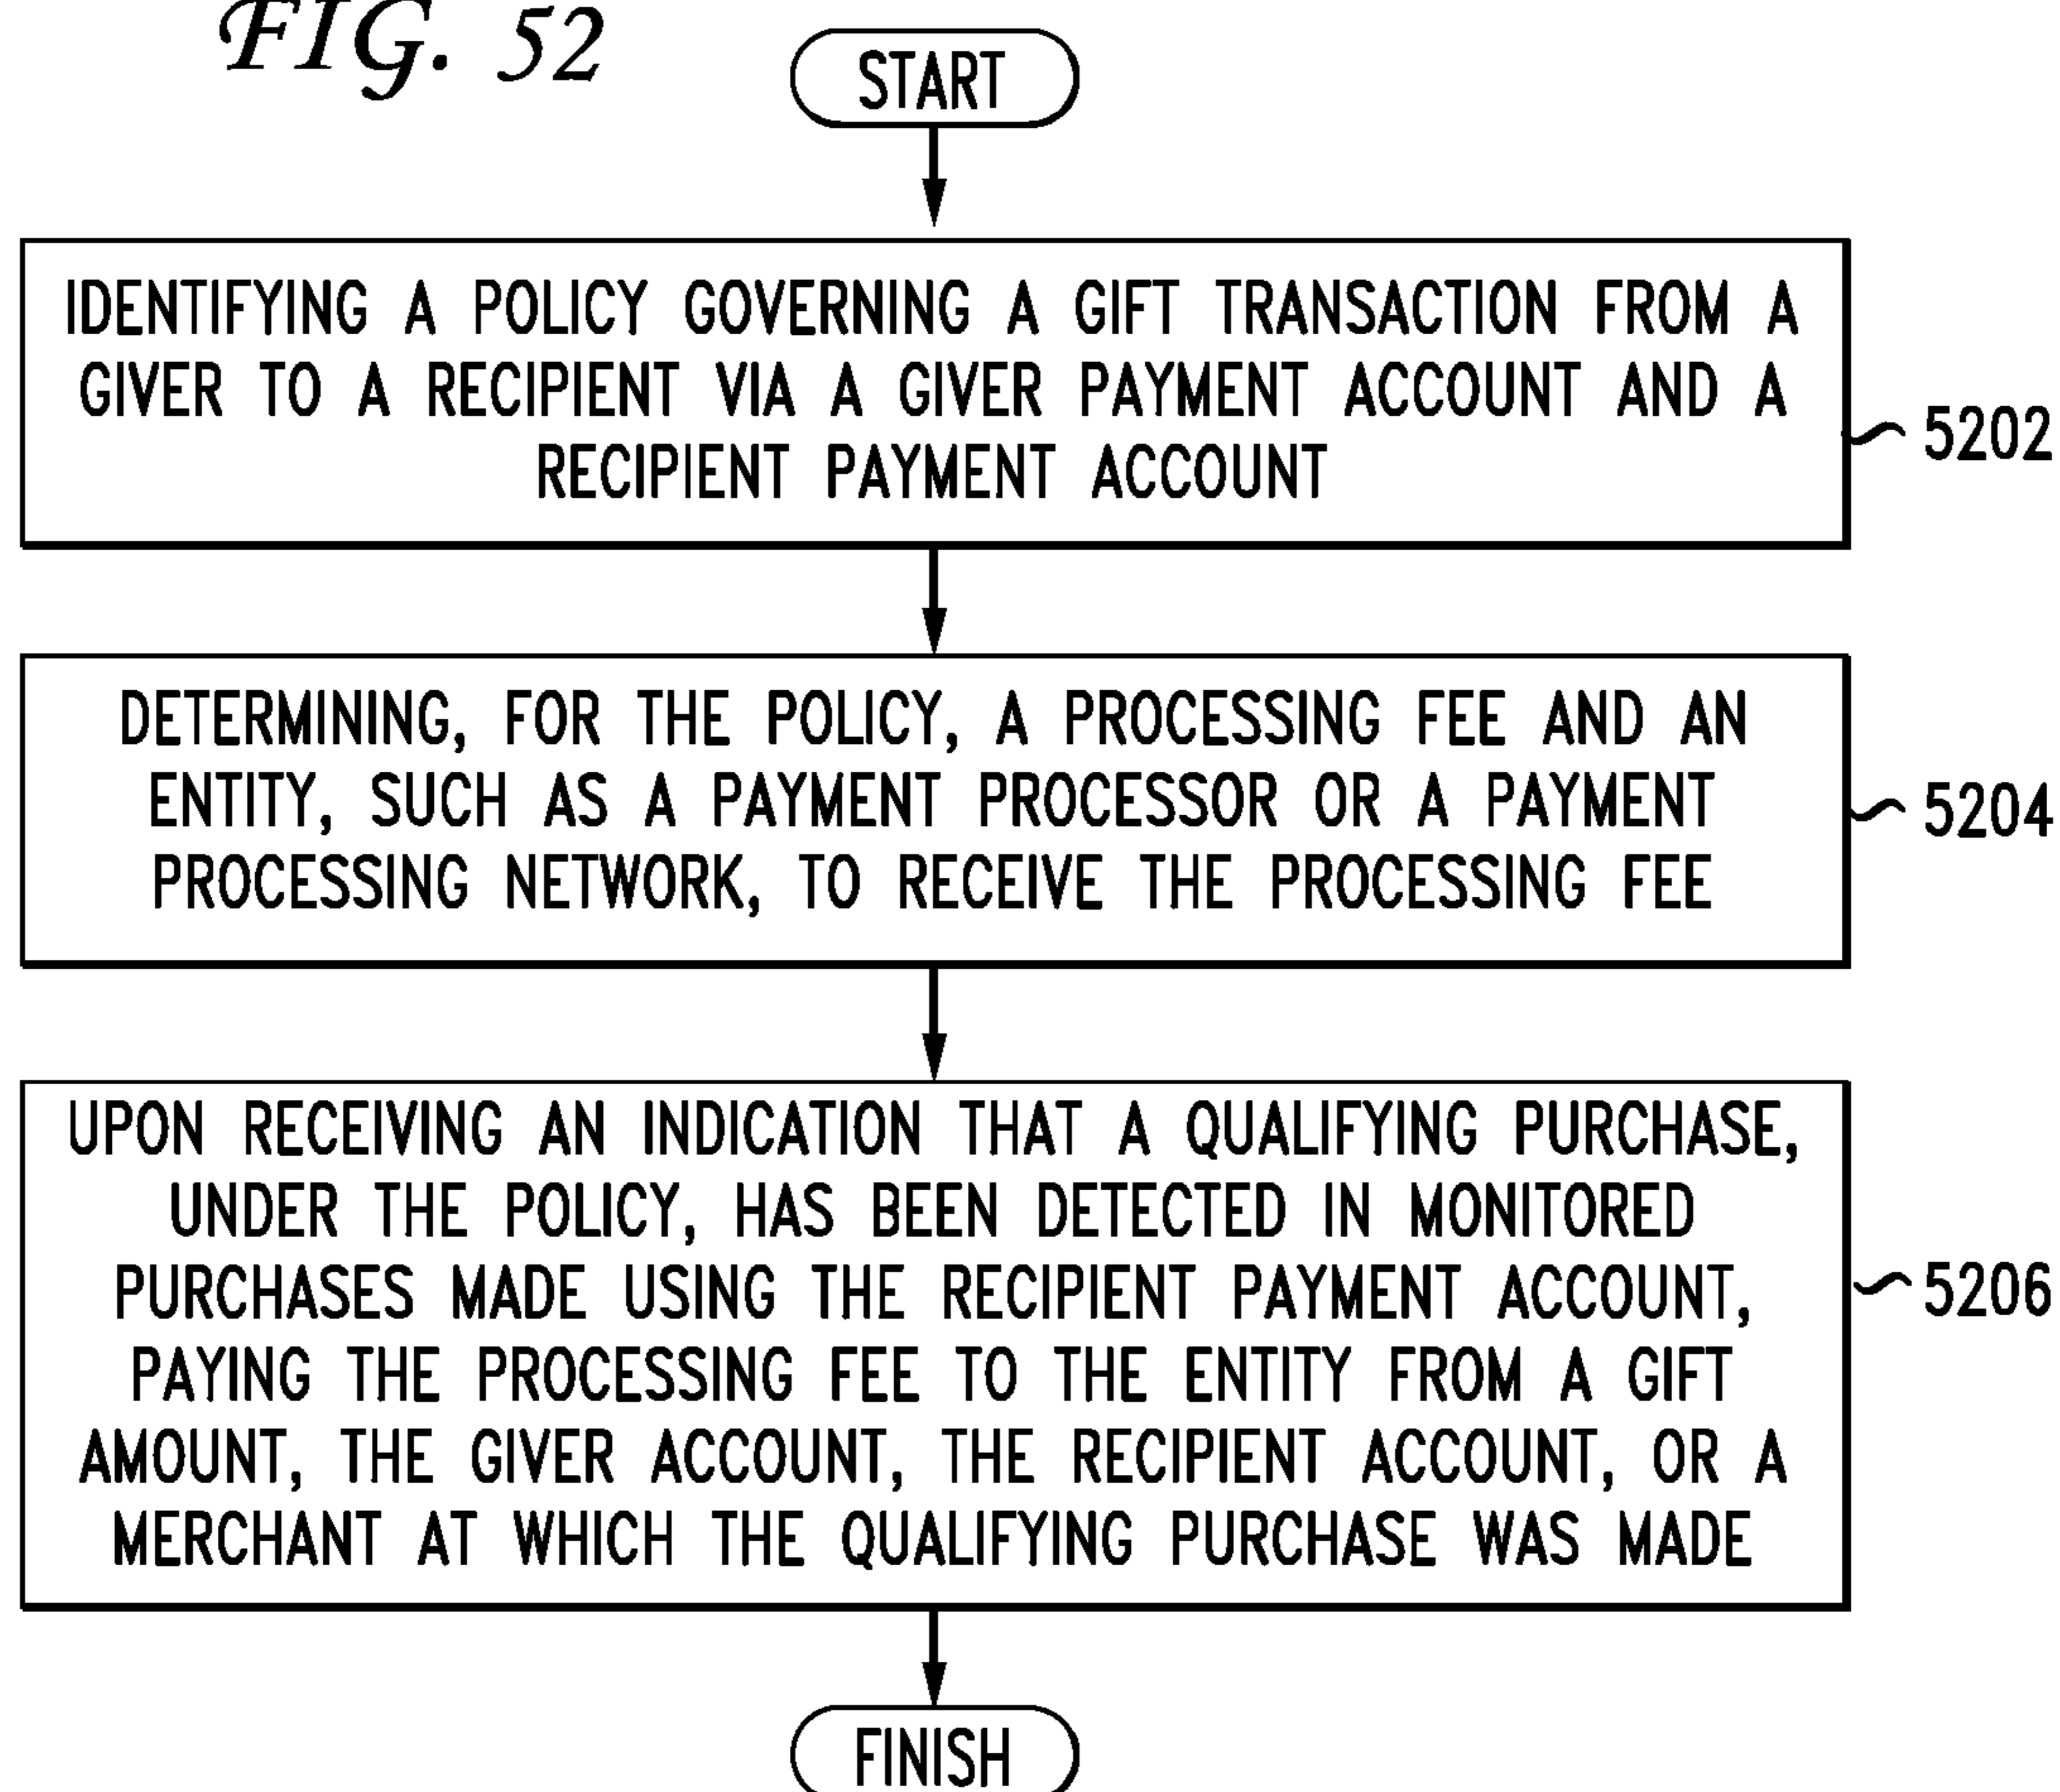 FIG. 52
START
IDENTIFYING A POLICY GOVERNING A GIFT TRANSACTION FROM A
GIVER TO A RECIPIENT VIA A GIVER PAYMENT ACCOUNT AND A
RECIPIENT PAYMENT ACCOUNT
5202
DETERMINING, FOR THE POLICY, A PROCESSING FEE AND AN
ENTITY, SUCH AS A PAYMENT PROCESSOR OR A PAYMENT
PROCESSING NETWORK, TO RECEIVE THE PROCESSING FEE
5204
UPON RECEIVING AN INDICATION THAT A QUALIFYING PURCHASE,
UNDER THE POLICY, HAS BEEN DETECTED IN MONITORED
PURCHASES MADE USING THE RECIPIENT PAYMENT ACCOUNT,
PAYING THE PROCESSING FEE TO THE ENTITY FROM A GIFT
AMOUNT, THE GIVER ACCOUNT, THE RECIPIENT ACCOUNT, OR A
MERCHANT AT WHICH THE QUALIFYING PURCHASE WAS MADE
5206
FINISH